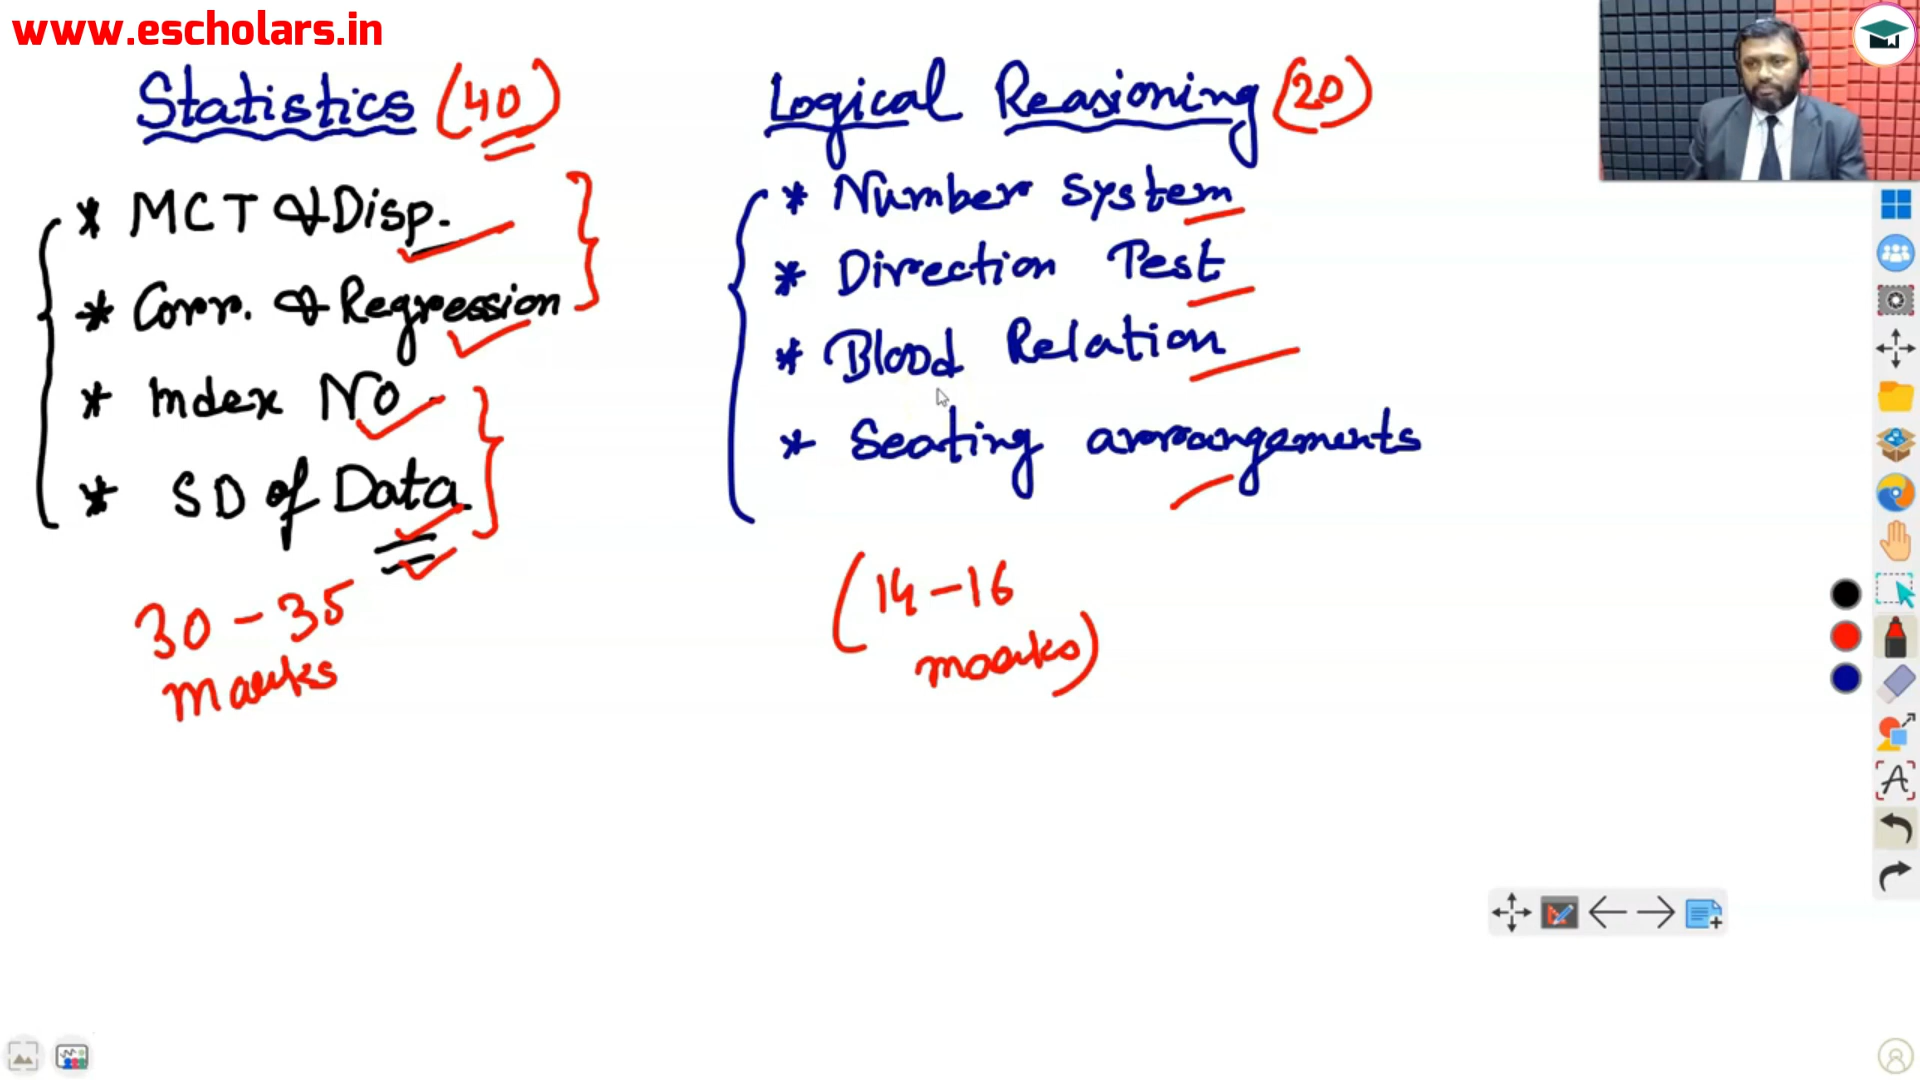 www.escholars.in
Statistics (40)
* MCT & Disp.
* Corr. & Regression
* Index No.
* SD of Data.
30 - 35
marks
Logical Reasioning (20)
* Number System
* Direction Test
* Blood Relation
* Seating arrangements
(14 - 16
marks)